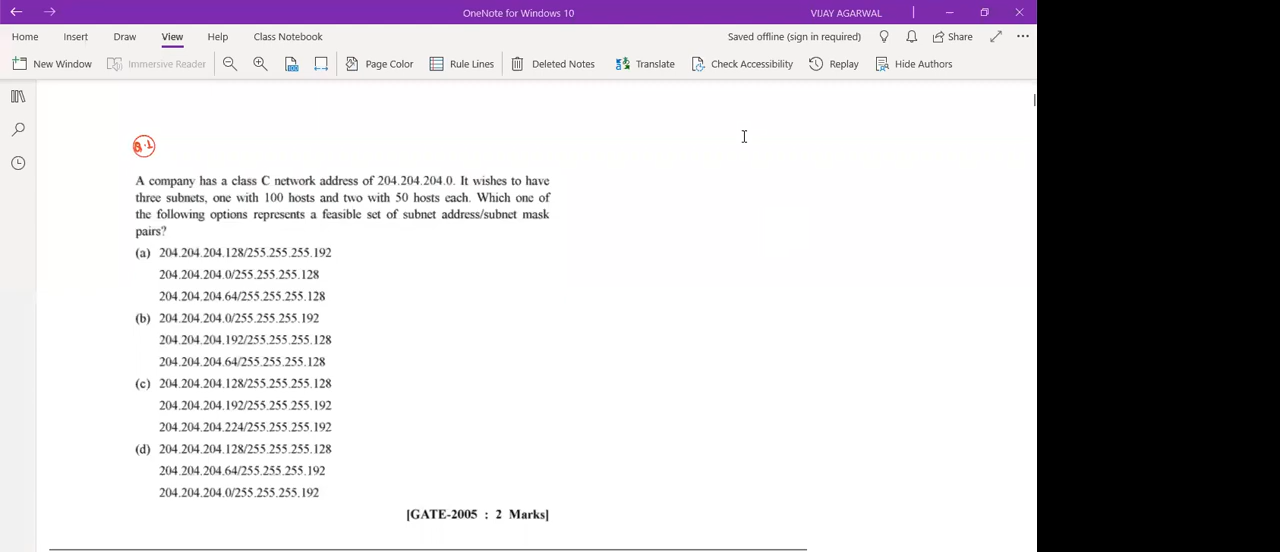 OneNote for Windows 10
VIJAY AGARWAL
Home Insert Draw View Help Class Notebook
Saved offline (sign in required) Share
New Window Immersive Reader Page Color Rule Lines Deleted Notes Translate Check Accessibility Replay Hide Authors
Q.1
A company has a class C network address of 204.204.204.0. It wishes to have
three subnets, one with 100 hosts and two with 50 hosts each. Which one of
the following options represents a feasible set of subnet address/subnet mask
pairs?
(a) 204.204.204.128/255.255.255.192
204.204.204.0/255.255.255.128
204.204.204.64/255.255.255.128
(b) 204.204.204.0/255.255.255.192
204.204.204.192/255.255.255.128
204.204.204.64/255.255.255.128
(c) 204.204.204.128/255.255.255.128
204.204.204.192/255.255.255.192
204.204.204.224/255.255.255.192
(d) 204.204.204.128/255.255.255.128
204.204.204.64/255.255.255.192
204.204.204.0/255.255.255.192
[GATE-2005 : 2 Marks]